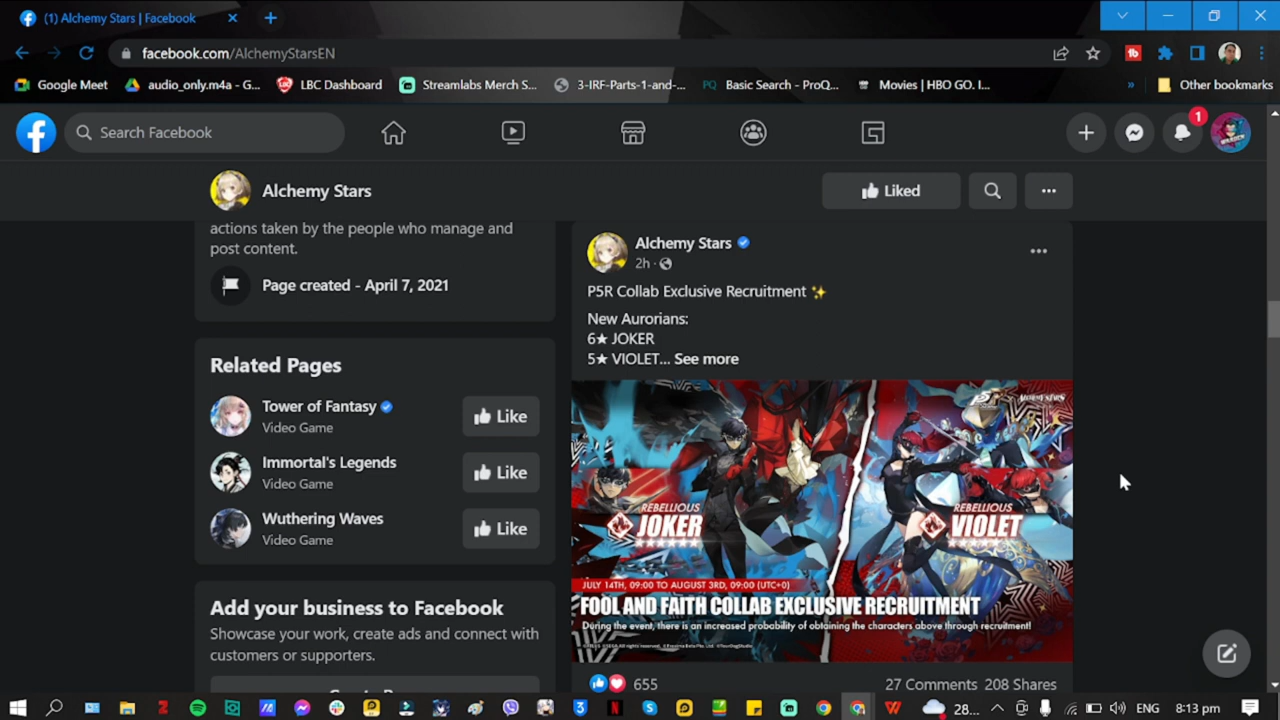 (1) Alchemy Stars | Facebook
facebook.com/AlchemyStarsEN
Google Meet
audio_only.m4a - G...
LBC Dashboard
Streamlabs Merch S...
3-IRF-Parts-1-and-...
PQ Basic Search - ProQ...
Movies | HBO GO. I...
»
Other bookmarks
Search Facebook
1
Alchemy Stars
Liked
actions taken by the people who manage and
post content.
Page created - April 7, 2021
Related Pages
Tower of Fantasy
Video Game
Like
Immortal's Legends
Video Game
Like
Wuthering Waves
Video Game
Like
Add your business to Facebook
Showcase your work, create ads and connect with
customers or supporters.
Alchemy Stars
2h ·
P5R Collab Exclusive Recruitment ✨
New Aurorians:
6★ JOKER
5★ VIOLET... See more
ALCHEMY STARS
REBELLIOUS
JOKER
REBELLIOUS
VIOLET
JULY 14TH, 09:00 TO AUGUST 3RD, 09:00 (UTC+0)
FOOL AND FAITH COLLAB EXCLUSIVE RECRUITMENT
During the event, there is an increased probability of obtaining the characters above through recruitment!
655
27 Comments 208 Shares
28...
ENG
8:13 pm